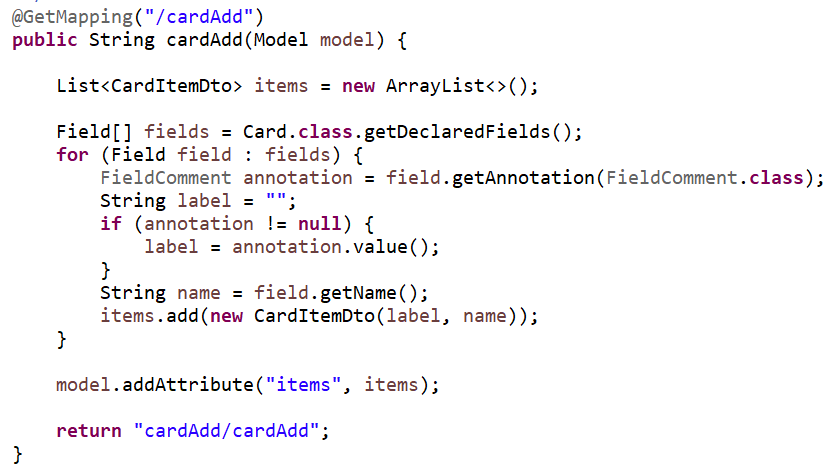 @GetMapping("/cardAdd")
public String cardAdd(Model model) {
List<CardItemDto> items = new ArrayList<>();
Field[] fields = Card.class.getDeclaredFields();
for (Field field : fields) {
FieldComment annotation = field.getAnnotation(FieldComment.class);
String label = "";
if (annotation != null) {
label = annotation.value();
}
String name = field.getName();
items.add(new CardItemDto(label, name));
}
model.addAttribute("items", items);
return "cardAdd/cardAdd";
}